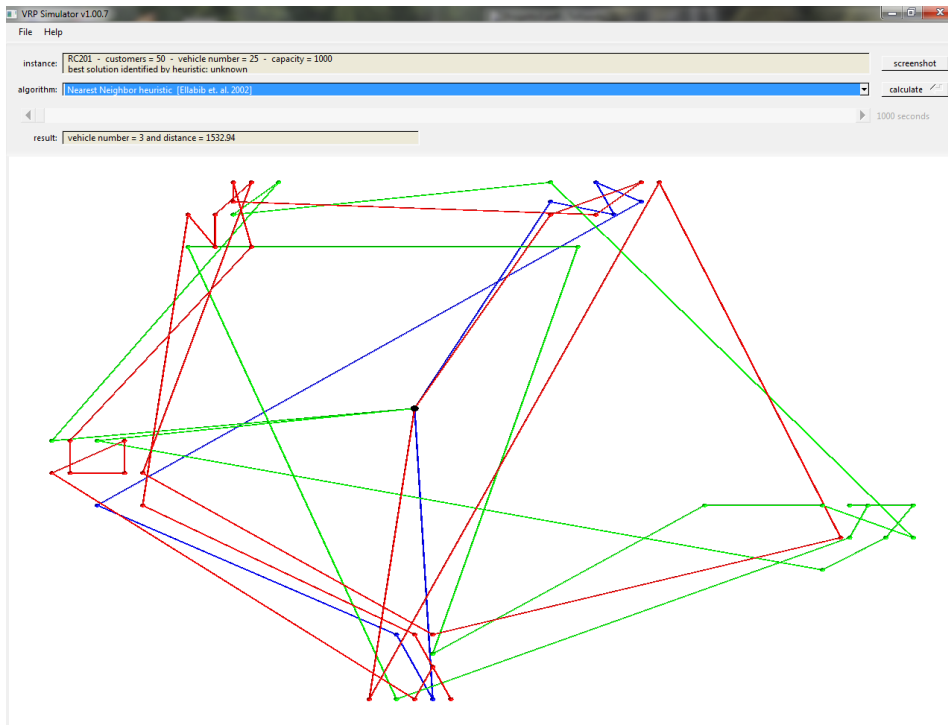 VRP Simulator v1.00.7
File Help
instance: RC201 - customers = 50 - vehicle number = 25 - capacity = 1000
best solution identified by heuristic: unknown
screenshot
algorithm: Nearest Neighbor heuristic [Ellabib et. al. 2002]
calculate
1000 seconds
result: vehicle number = 3 and distance = 1532.94